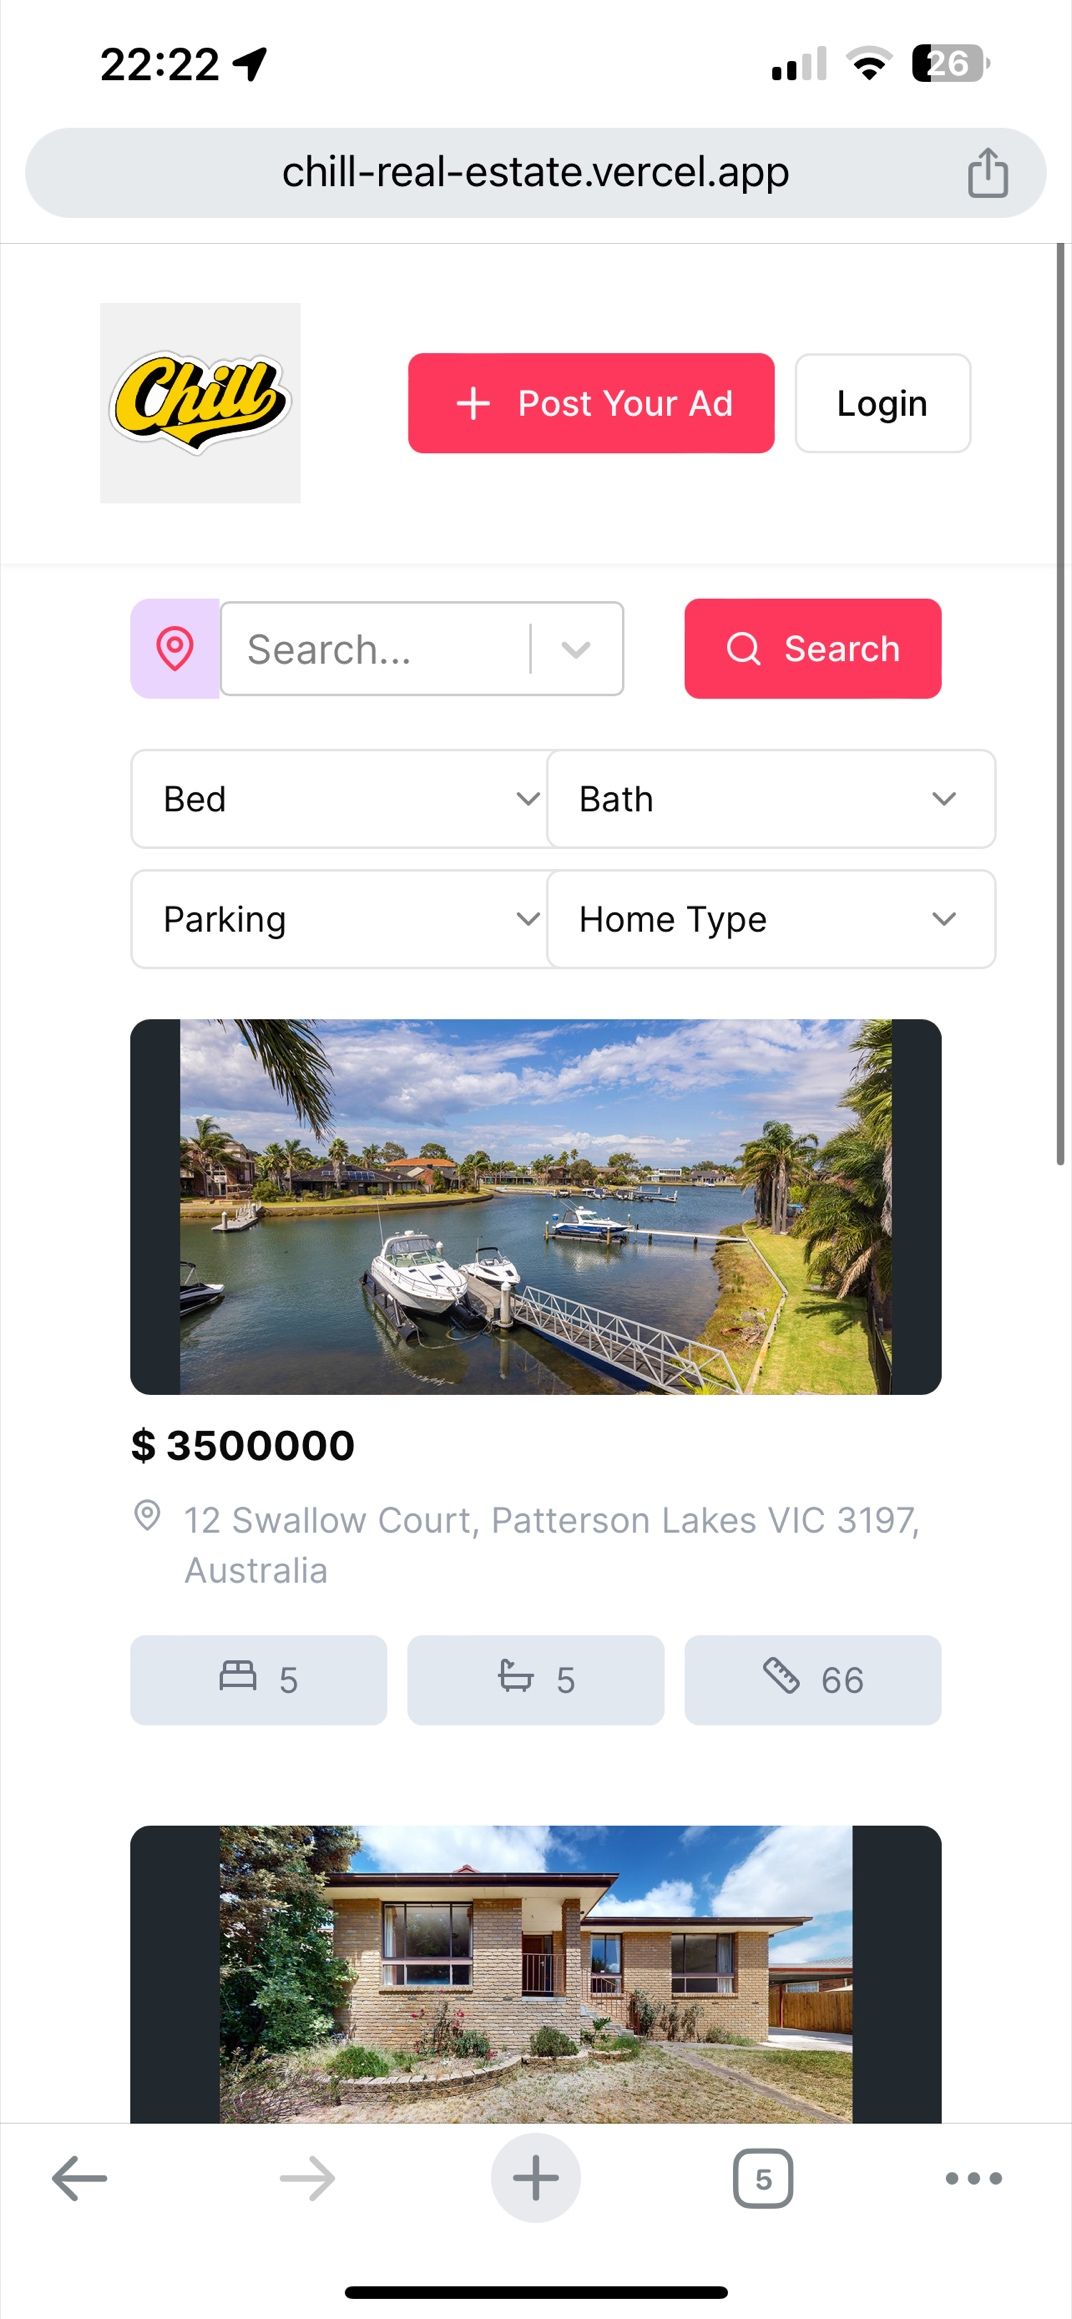 22:22
26
chill-real-estate.vercel.app
Chill
Post Your Ad
Login
Search...
Search
Bed
Bath
Parking
Home Type
$ 3500000
12 Swallow Court, Patterson Lakes VIC 3197,
Australia
5
5
66
5